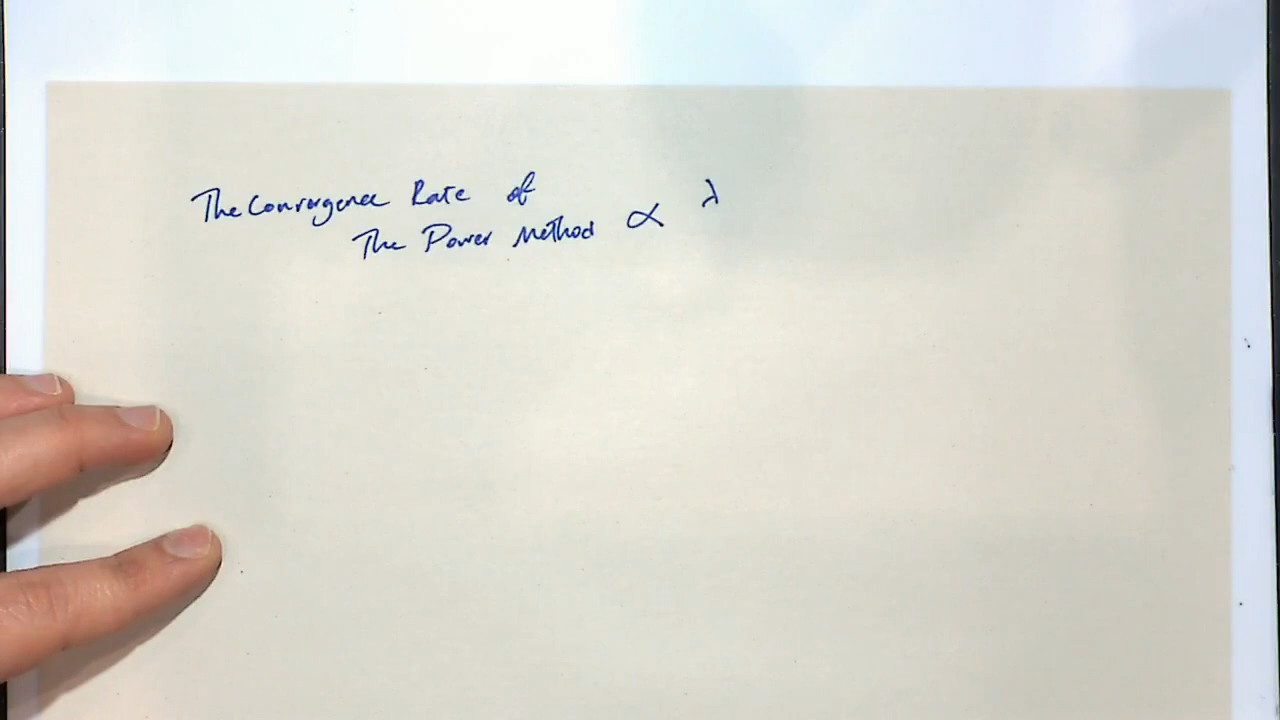 The Convergence Rate of
The Power Method ∝ λ